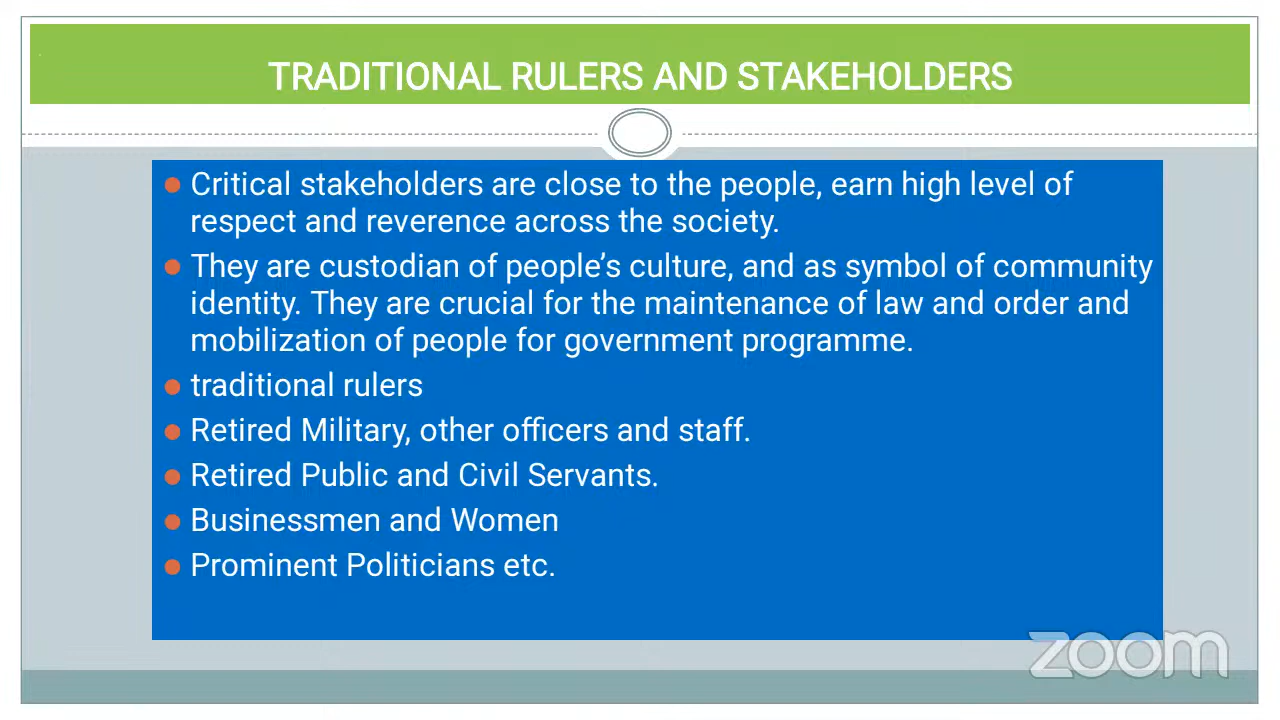 TRADITIONAL RULERS AND STAKEHOLDERS
Critical stakeholders are close to the people, earn high level of
respect and reverence across the society.
They are custodian of people’s culture, and as symbol of community
identity. They are crucial for the maintenance of law and order and
mobilization of people for government programme.
traditional rulers
Retired Military, other officers and staff.
Retired Public and Civil Servants.
Businessmen and Women
Prominent Politicians etc.
zoom